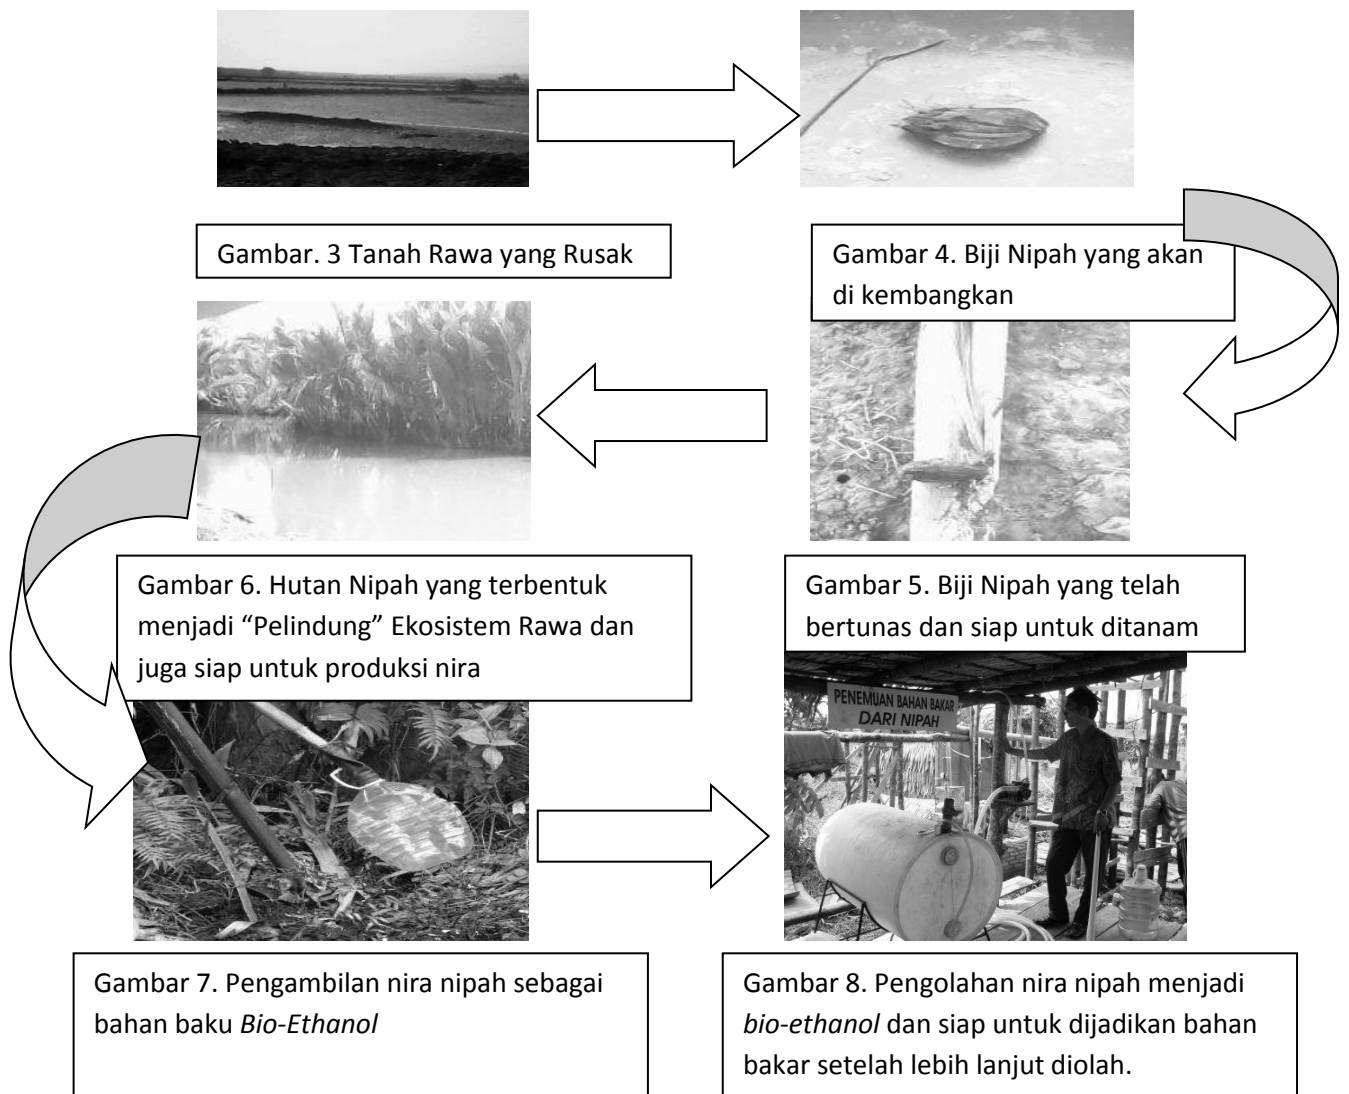 Gambar. 3 Tanah Rawa yang Rusak
Gambar 4. Biji Nipah yang akan
di kembangkan
Gambar 6. Hutan Nipah yang terbentuk
menjadi “Pelindung” Ekosistem Rawa dan
juga siap untuk produksi nira
Gambar 5. Biji Nipah yang telah
bertunas dan siap untuk ditanam
PENEMUAN BAHAN BAKAR
DARI NIPAH
Gambar 7. Pengambilan nira nipah sebagai
bahan baku Bio-Ethanol
Gambar 8. Pengolahan nira nipah menjadi
bio-ethanol dan siap untuk dijadikan bahan
bakar setelah lebih lanjut diolah.